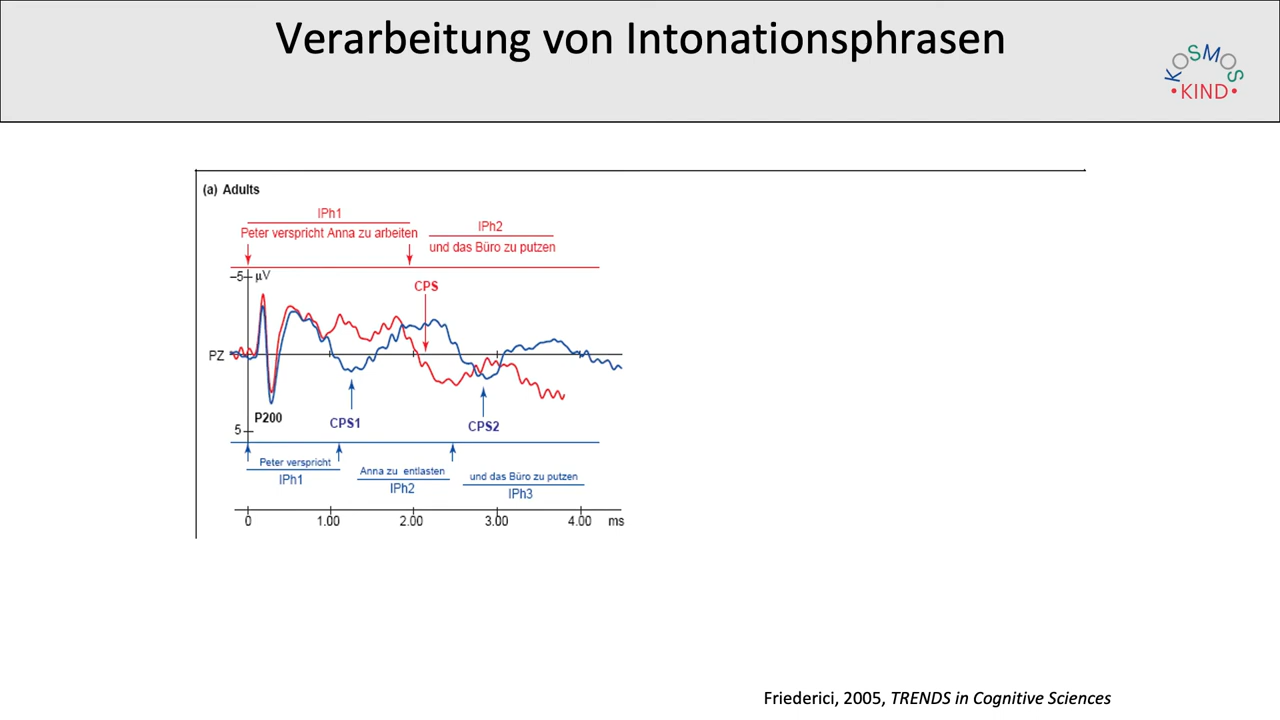 Verarbeitung von Intonationsphrasen
KOSMOS
•KIND•
(a) Adults
IPh1
Peter verspricht Anna zu arbeiten
IPh2
und das Büro zu putzen
–5 µV
CPS
PZ
P200
CPS1
CPS2
5
Peter verspricht
IPh1
Anna zu entlasten
IPh2
und das Büro zu putzen
IPh3
0 1.00 2.00 3.00 4.00 ms
Friederici, 2005, TRENDS in Cognitive Sciences